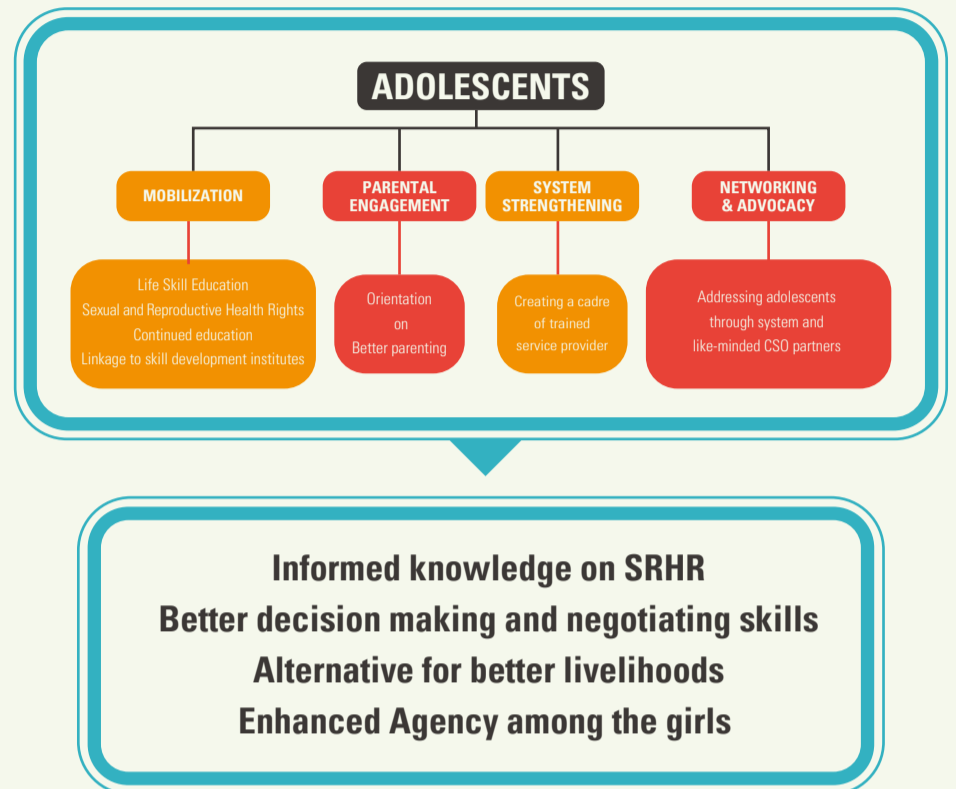 ADOLESCENTS
MOBILIZATION
Life Skill Education
Sexual and Reproductive Health Rights
Continued education
Linkage to skill development institutes
PARENTAL
ENGAGEMENT
Orientation
on
Better parenting
SYSTEM
STRENGTHENING
Creating a cadre
of trained
service provider
NETWORKING
& ADVOCACY
Addressing adolescents
through system and
like-minded CSO partners
Informed knowledge on SRHR
Better decision making and negotiating skills
Alternative for better livelihoods
Enhanced Agency among the girls